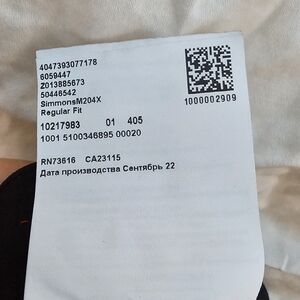 4047393077178
6059447
Z013885673
50446542
SimmonsM204X
Regular Fit
1000002909
10217983 01 405
1001 5100346895 00020
RN73616 CA23115
Дата производства Сентябрь 22